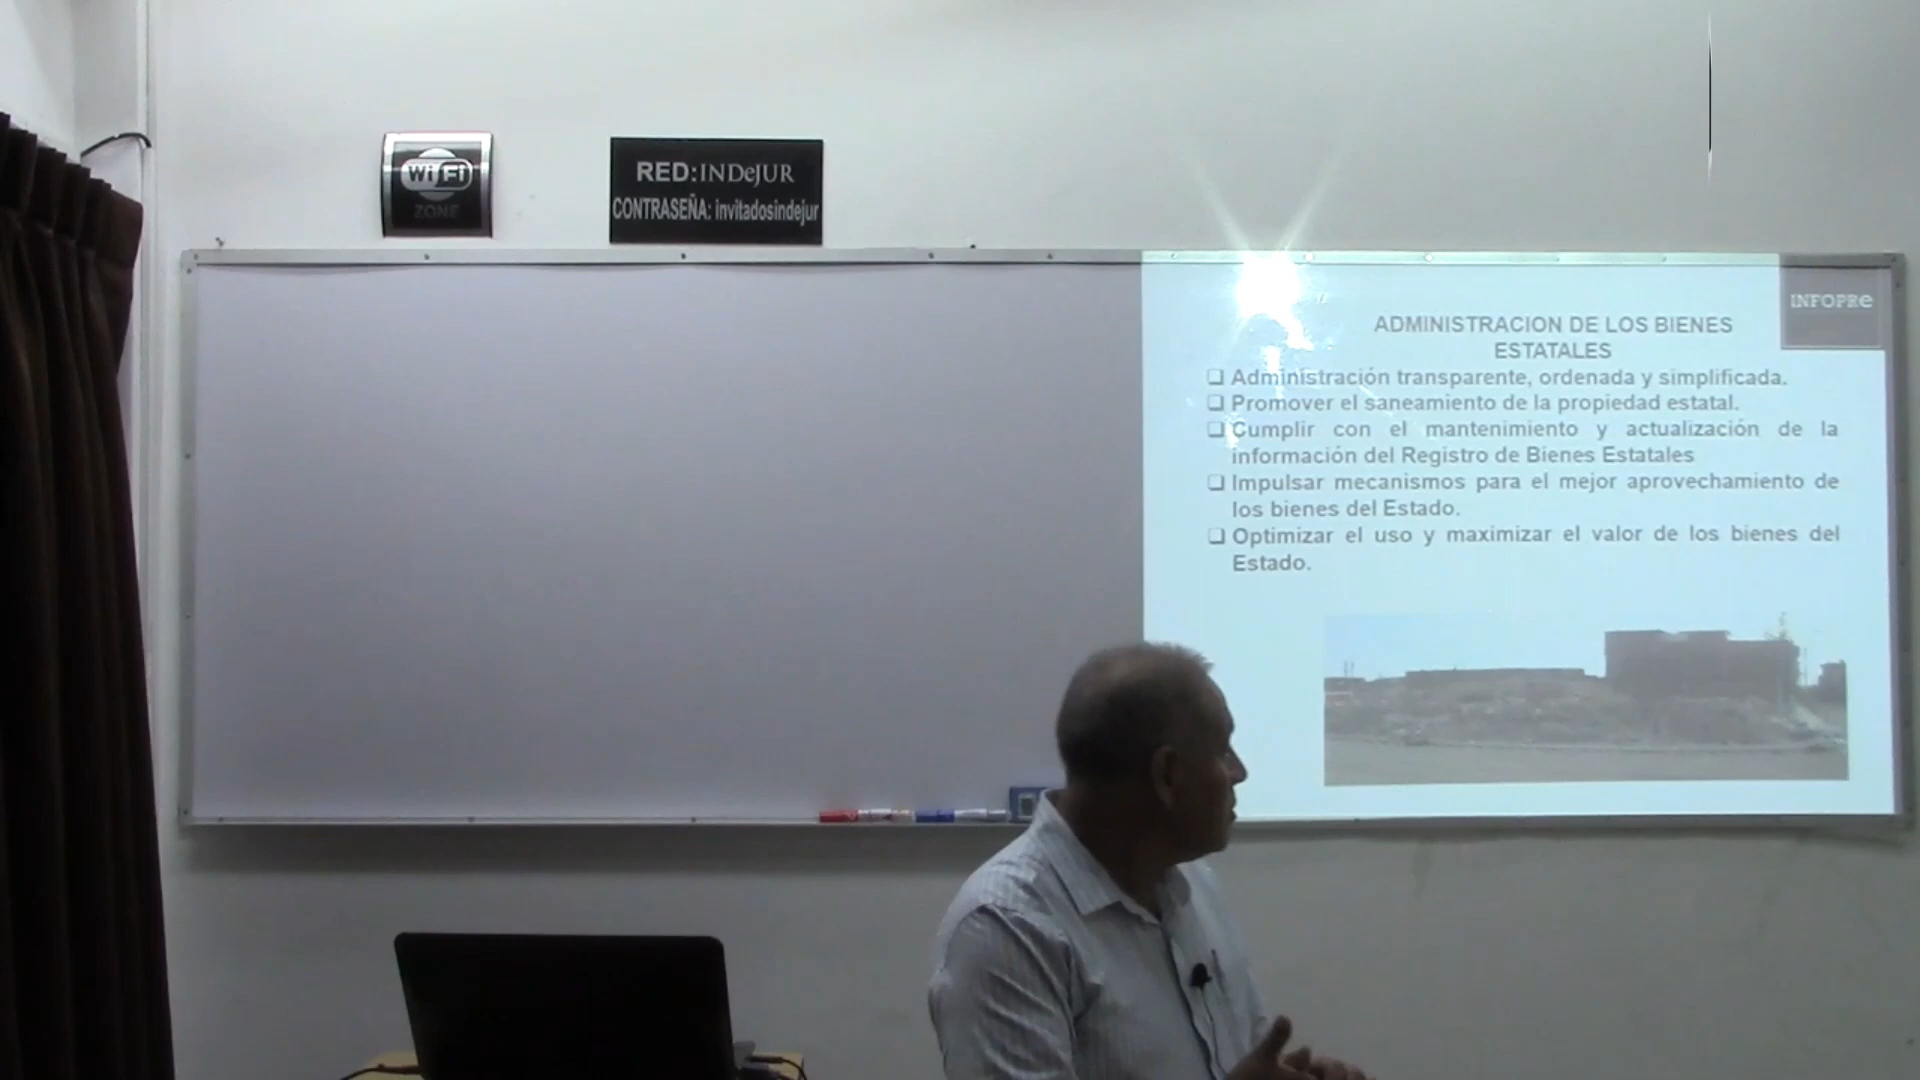 Wi Fi
ZONE
RED:INDeJUR
CONTRASEÑA: invitadosindejur
INFOPRe
ADMINISTRACION DE LOS BIENES
ESTATALES
❑ Administración transparente, ordenada y simplificada.
❑ Promover el saneamiento de la propiedad estatal.
❑ Cumplir con el mantenimiento y actualización de la
información del Registro de Bienes Estatales
❑ Impulsar mecanismos para el mejor aprovechamiento de
los bienes del Estado.
❑ Optimizar el uso y maximizar el valor de los bienes del
Estado.